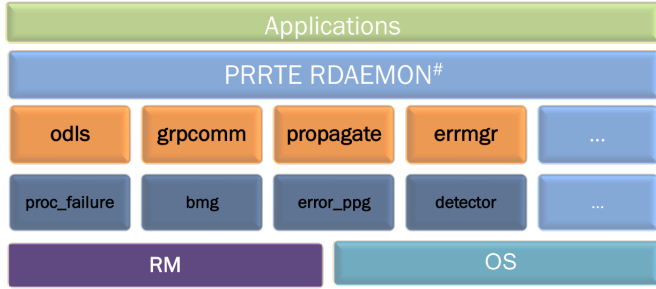 Applications
PRRTE RDAEMON#
odls grpcomm propagate errmgr ...
proc_failure bmg error_ppg detector ...
RM OS